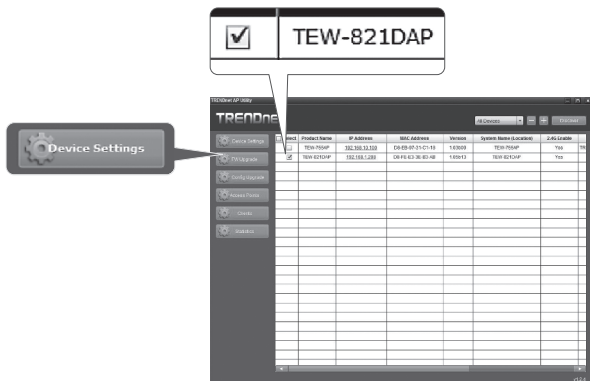 TEW-821DAP
TRENDnet AP Utility
TRENDne
All Devices
Discover
Device Settings
Device Settings
FW Upgrade
Config Upgrade
Access Points
Clients
Statistics
Product Name IP Address MAC Address Version System Name (Location) 2.4G Enable
TEW-755AP 192.168.10.100 TEW-755AP Yes
TEW-821DAP TEW-821DAP Yes